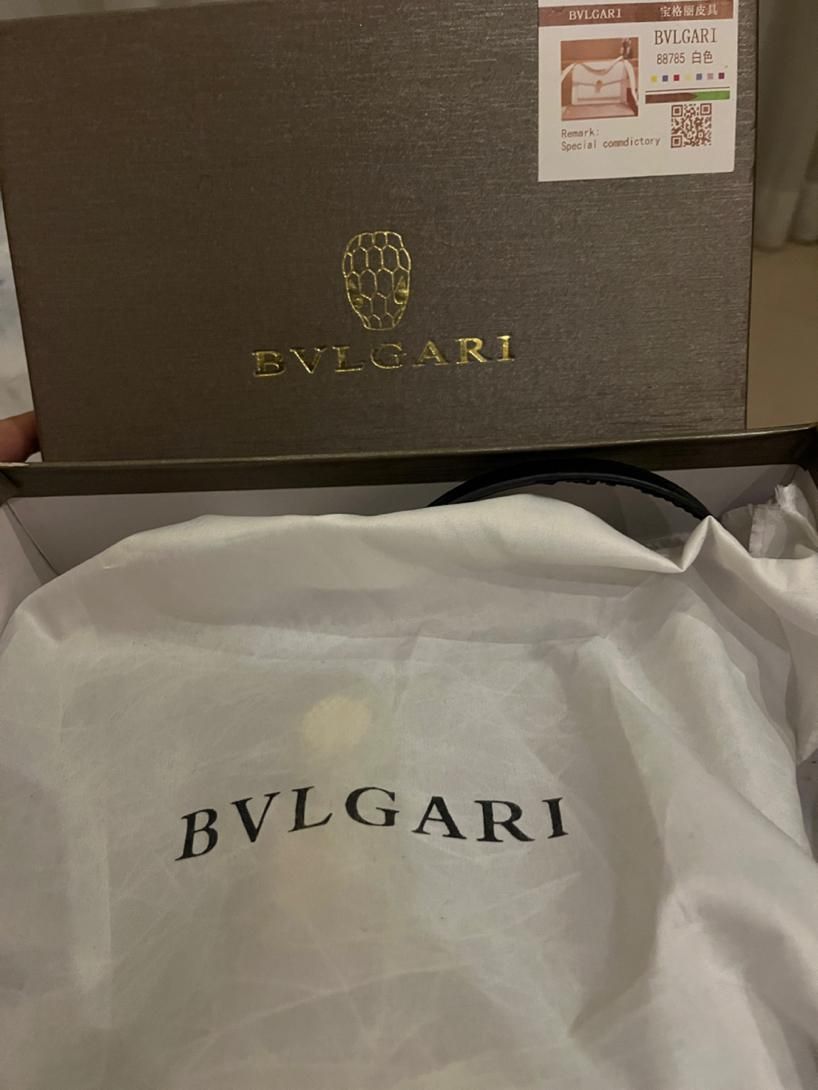 BVLGARI 宝格丽皮具
BVLGARI
88785 白色
Remark:
Special commdictory
BVLGARI
BVLGARI